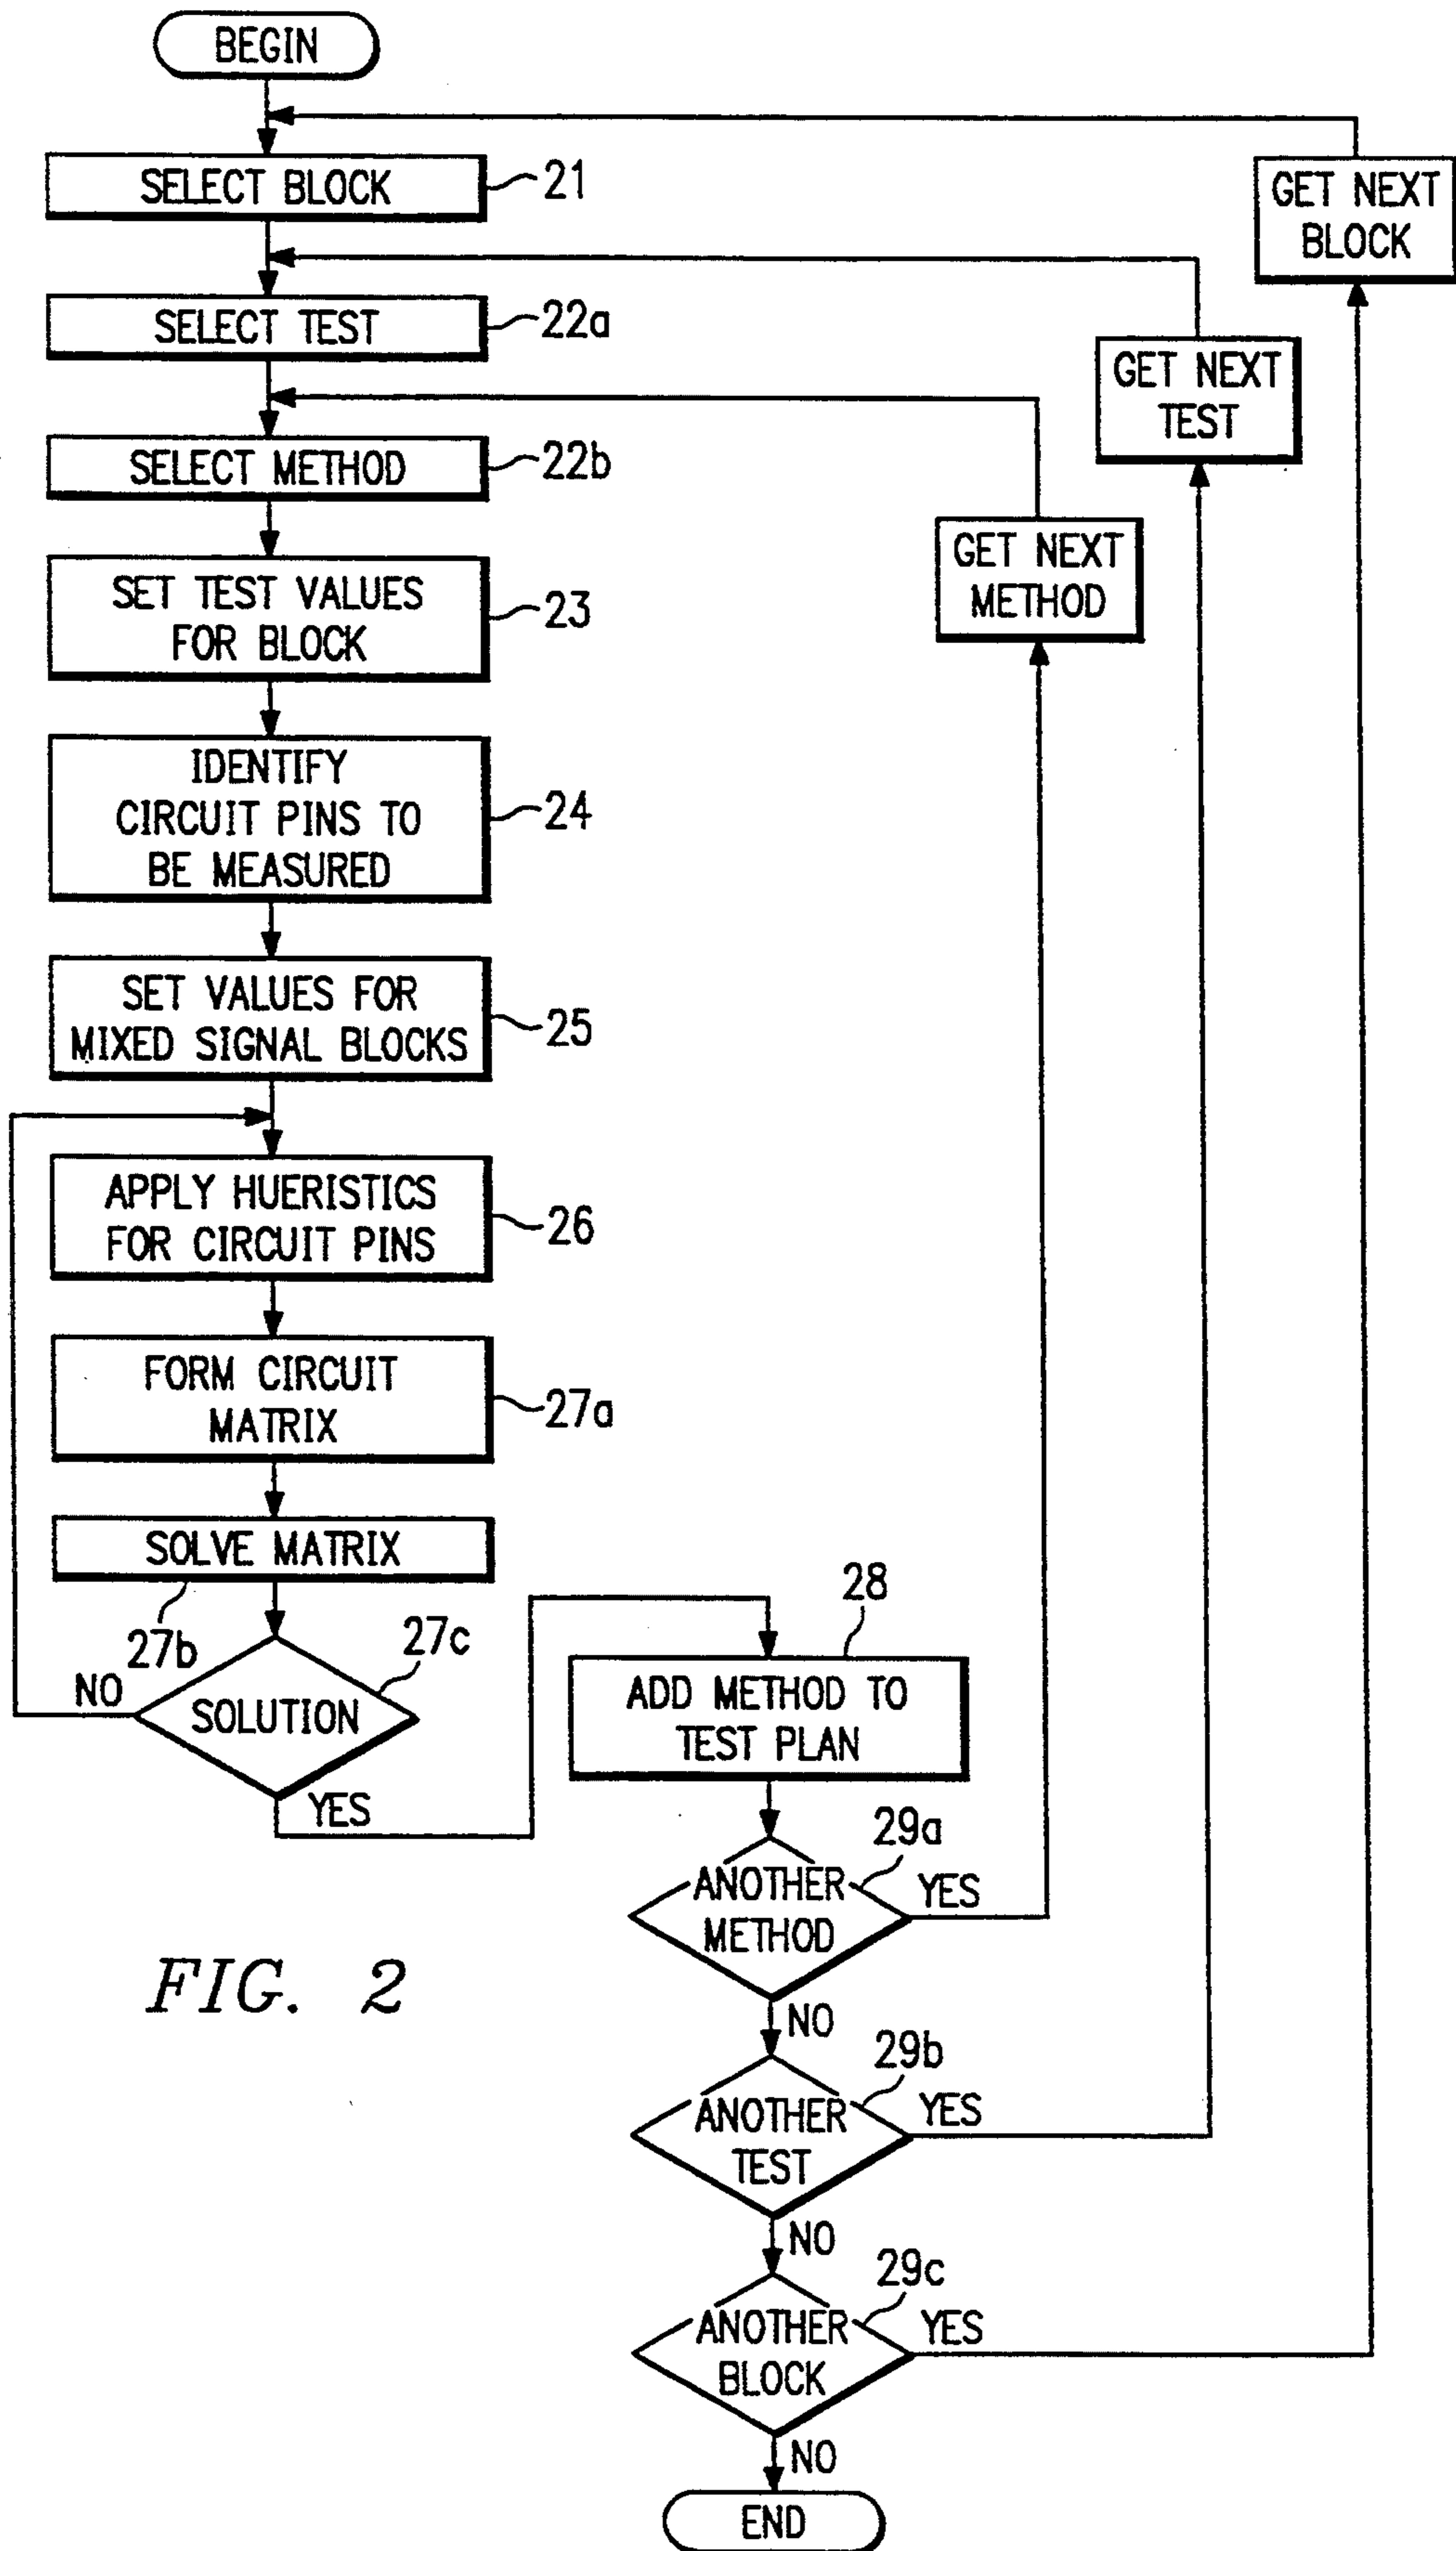 BEGIN
SELECT BLOCK
21
GET NEXT
BLOCK
SELECT TEST
22a
GET NEXT
TEST
SELECT METHOD
22b
GET NEXT
METHOD
SET TEST VALUES
FOR BLOCK
23
IDENTIFY
CIRCUIT PINS TO
BE MEASURED
24
SET VALUES FOR
MIXED SIGNAL BLOCKS
25
APPLY HUERISTICS
FOR CIRCUIT PINS
26
FORM CIRCUIT
MATRIX
27a
SOLVE MATRIX
27b
SOLUTION
27c
NO
YES
28
ADD METHOD TO
TEST PLAN
ANOTHER
METHOD
29a
YES
NO
ANOTHER
TEST
29b
YES
NO
ANOTHER
BLOCK
29c
YES
NO
END
FIG. 2